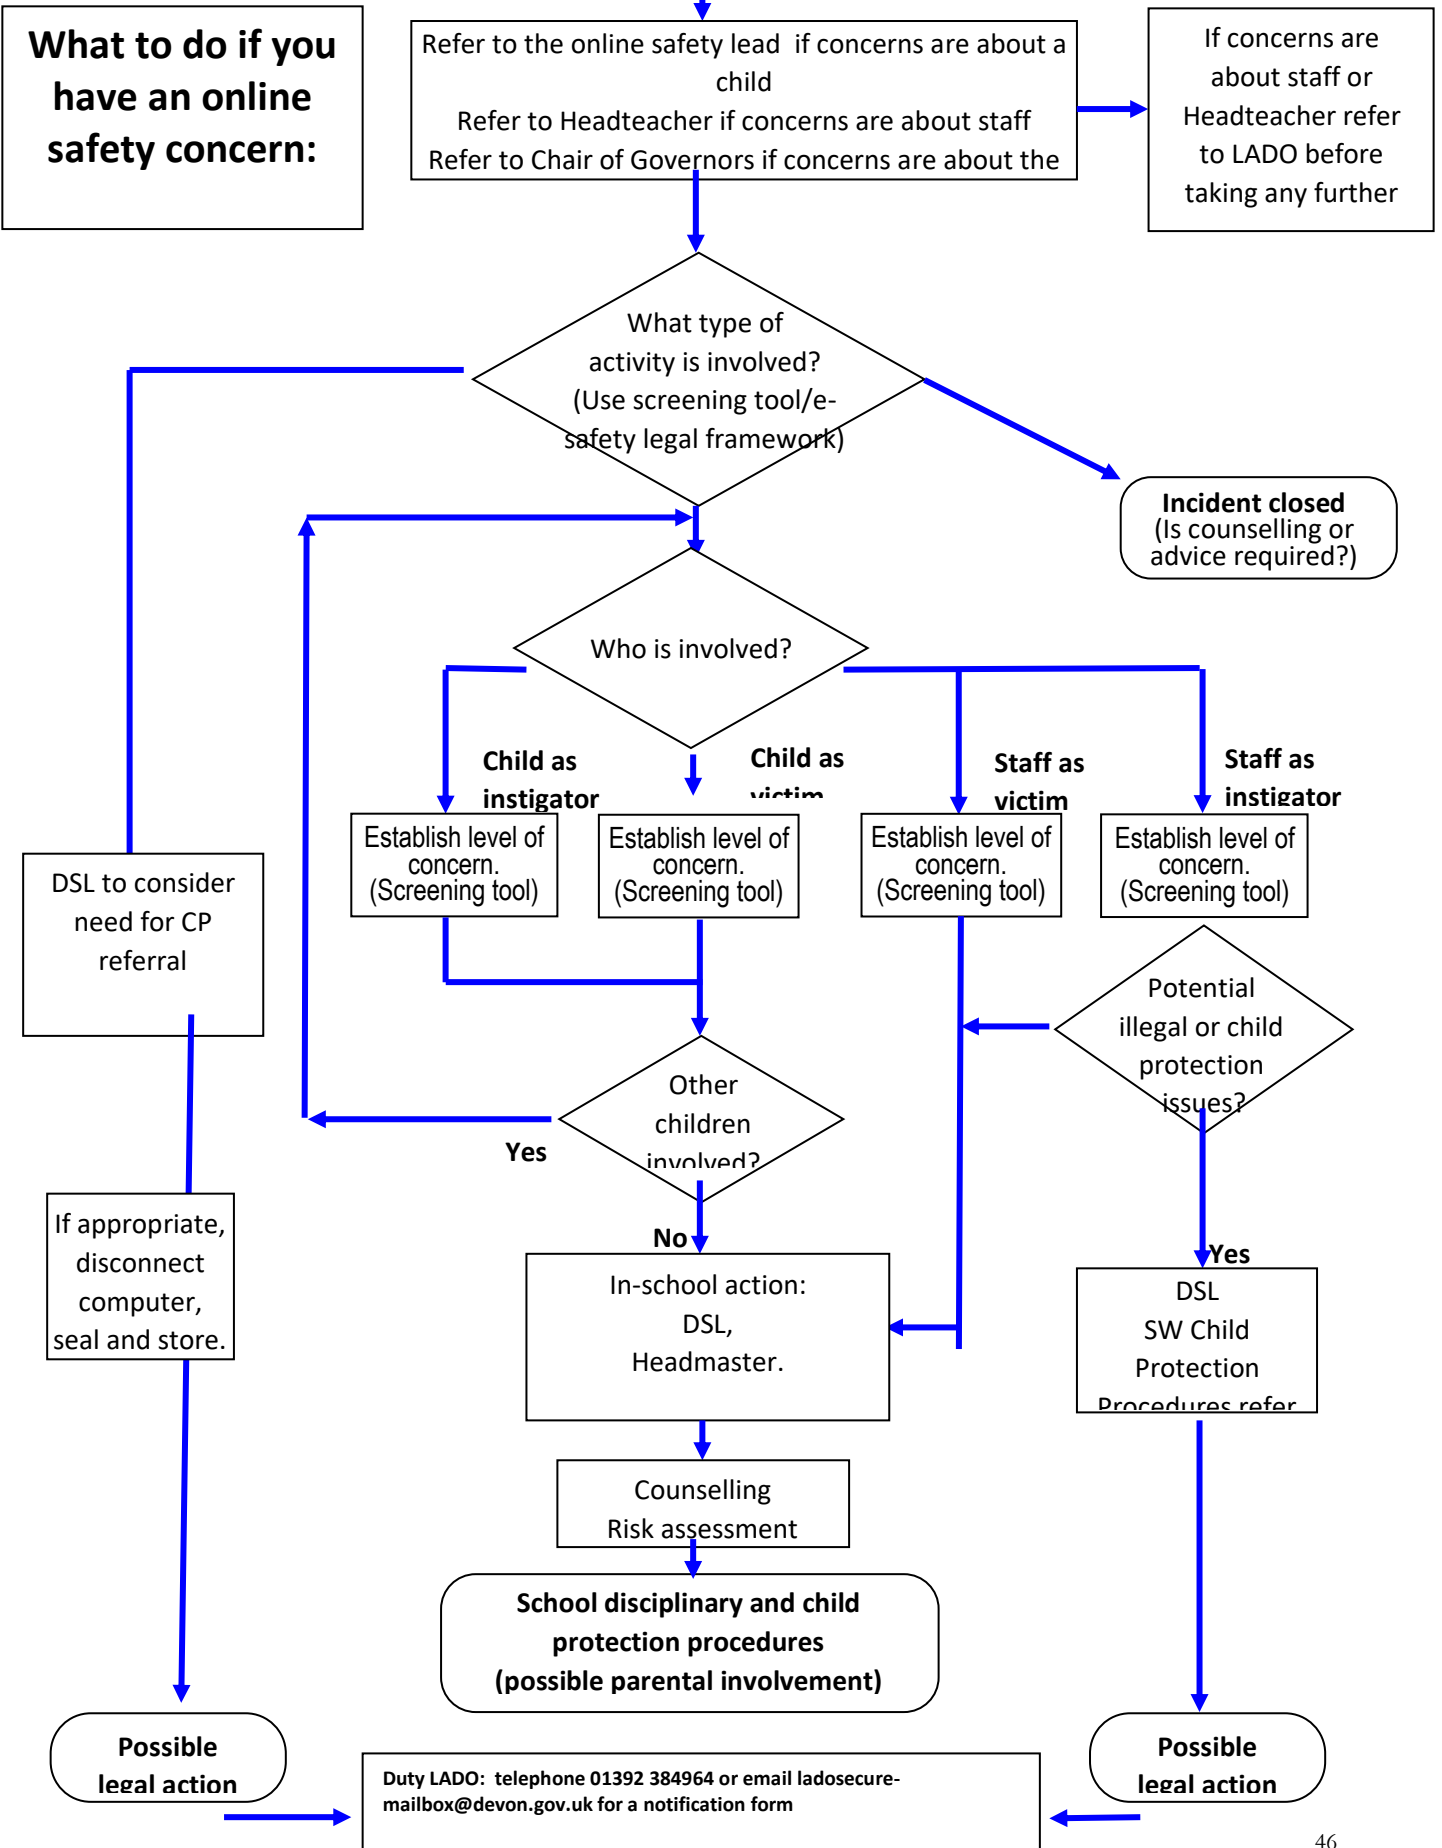 What to do if you
have an online
safety concern:
Refer to the online safety lead  if concerns are about a
child
Refer to Headteacher if concerns are about staff
Refer to Chair of Governors if concerns are about the
If concerns are
about staff or
Headteacher refer
to LADO before
taking any further
What type of
activity is involved?
(Use screening tool/e-
safety legal framework)
Incident closed
(Is counselling or
advice required?)
Who is involved?
Child as
instigator
Child as
victim
Staff as
victim
Staff as
instigator
Establish level of
concern.
(Screening tool)
Establish level of
concern.
(Screening tool)
Establish level of
concern.
(Screening tool)
Establish level of
concern.
(Screening tool)
DSL to consider
need for CP
referral
Potential
illegal or child
protection
issues?
Other
children
involved?
Yes
No
Yes
If appropriate,
disconnect
computer,
seal and store.
In-school action:
DSL,
Headmaster.
DSL
SW Child
Protection
Procedures refer
Counselling
Risk assessment
School disciplinary and child
protection procedures
(possible parental involvement)
Possible
legal action
Possible
legal action
Duty LADO:  telephone 01392 384964 or email ladosecure-
mailbox@devon.gov.uk for a notification form
46